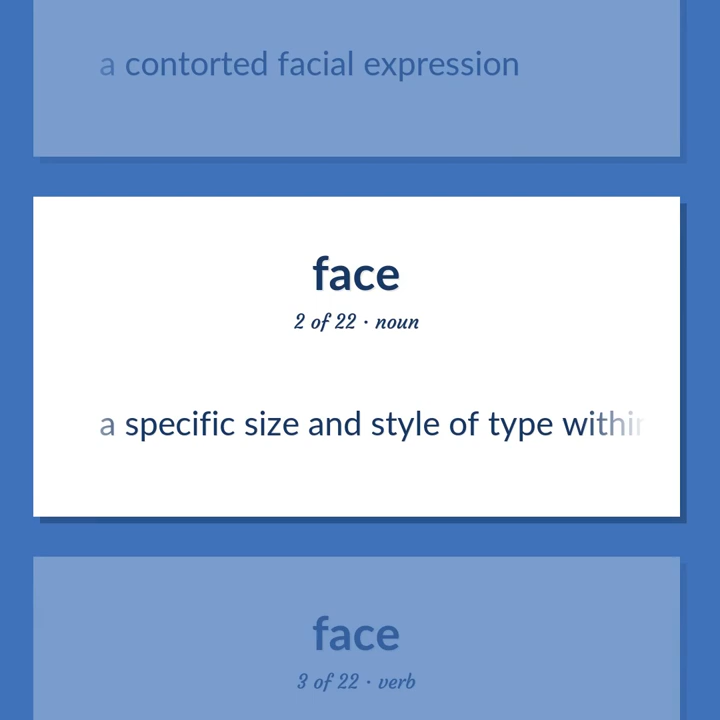 a contorted facial expression
face
2 of 22 · noun
a specific size and style of type within
face
3 of 22 · verb